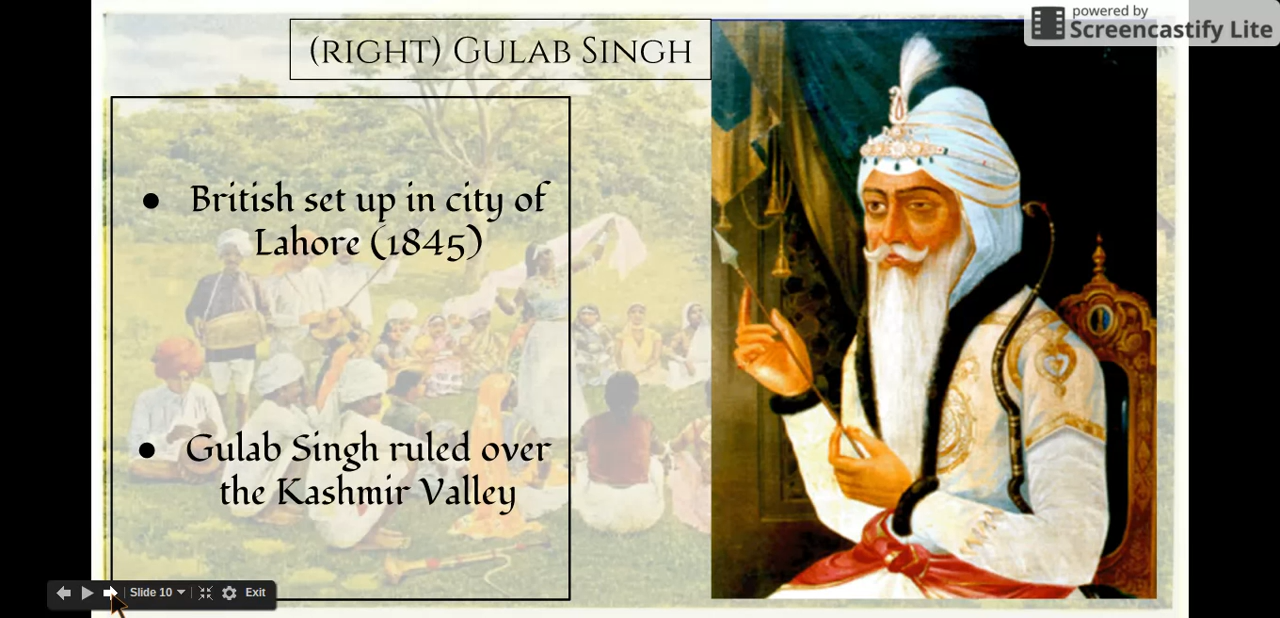 powered by
Screencastify Lite
(RIGHT) GULAB SINGH
● British set up in city of
Lahore (1845)
● Gulab Singh ruled over
the Kashmir Valley
Slide 10
Exit